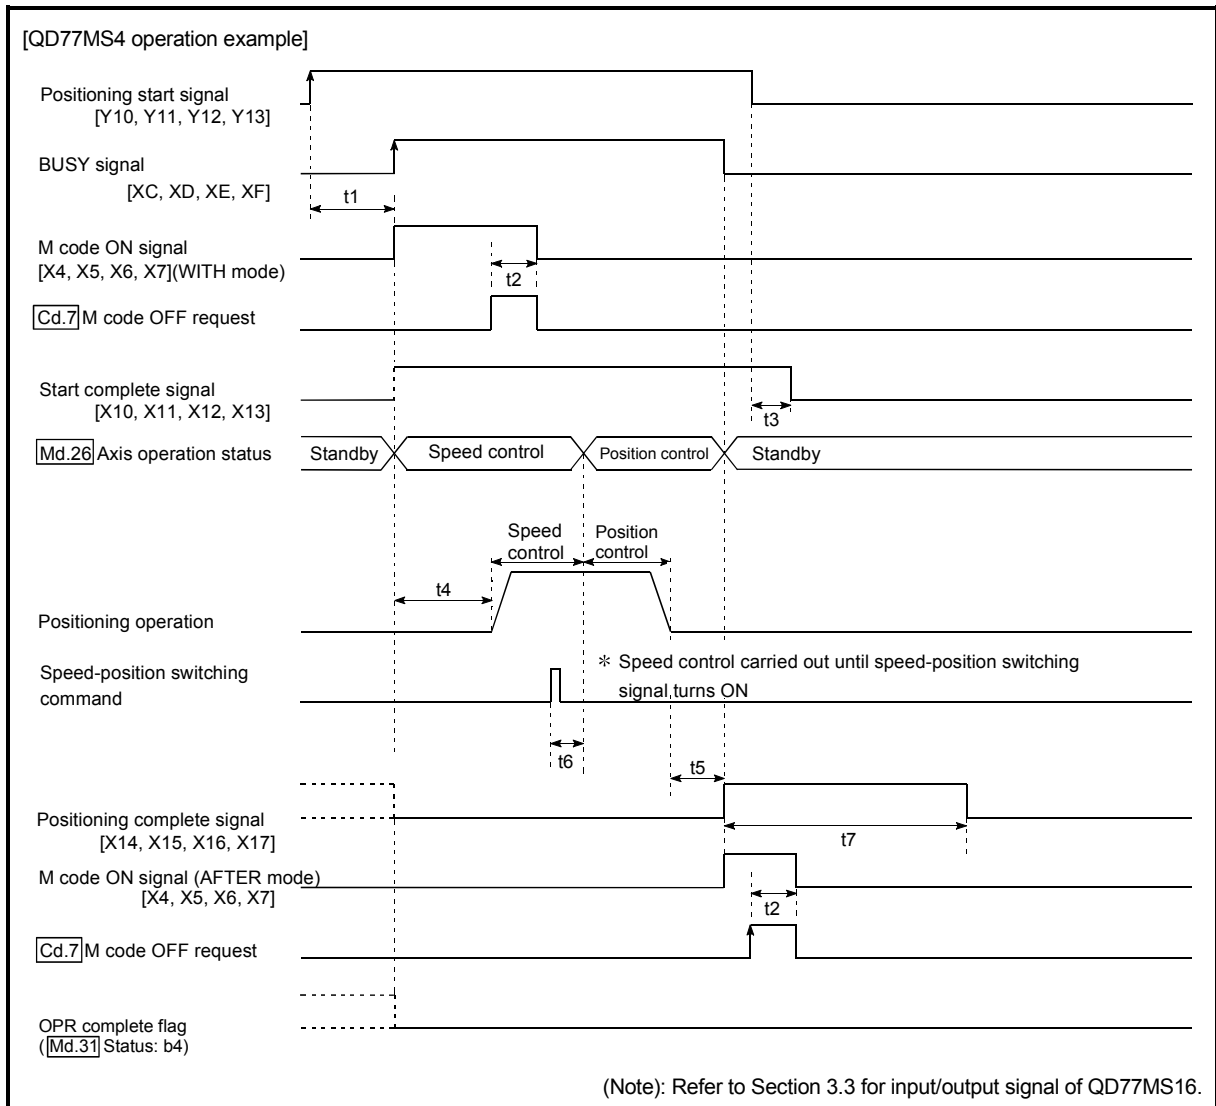 [QD77MS4 operation example]
Positioning start signal
[Y10, Y11, Y12, Y13]
BUSY signal
[XC, XD, XE, XF]
t1
M code ON signal
[X4, X5, X6, X7](WITH mode)
t2
Cd.7 M code OFF request
Start complete signal
[X10, X11, X12, X13]
t3
Md.26 Axis operation status
Standby
Speed control
Position control
Standby
Speed control
Position control
t4
Positioning operation
Speed-position switching
command
* Speed control carried out until speed-position switching
signal turns ON
t6
t5
Positioning complete signal
[X14, X15, X16, X17]
t7
M code ON signal (AFTER mode)
[X4, X5, X6, X7]
t2
Cd.7 M code OFF request
OPR complete flag
( Md.31 Status: b4)
(Note): Refer to Section 3.3 for input/output signal of QD77MS16.